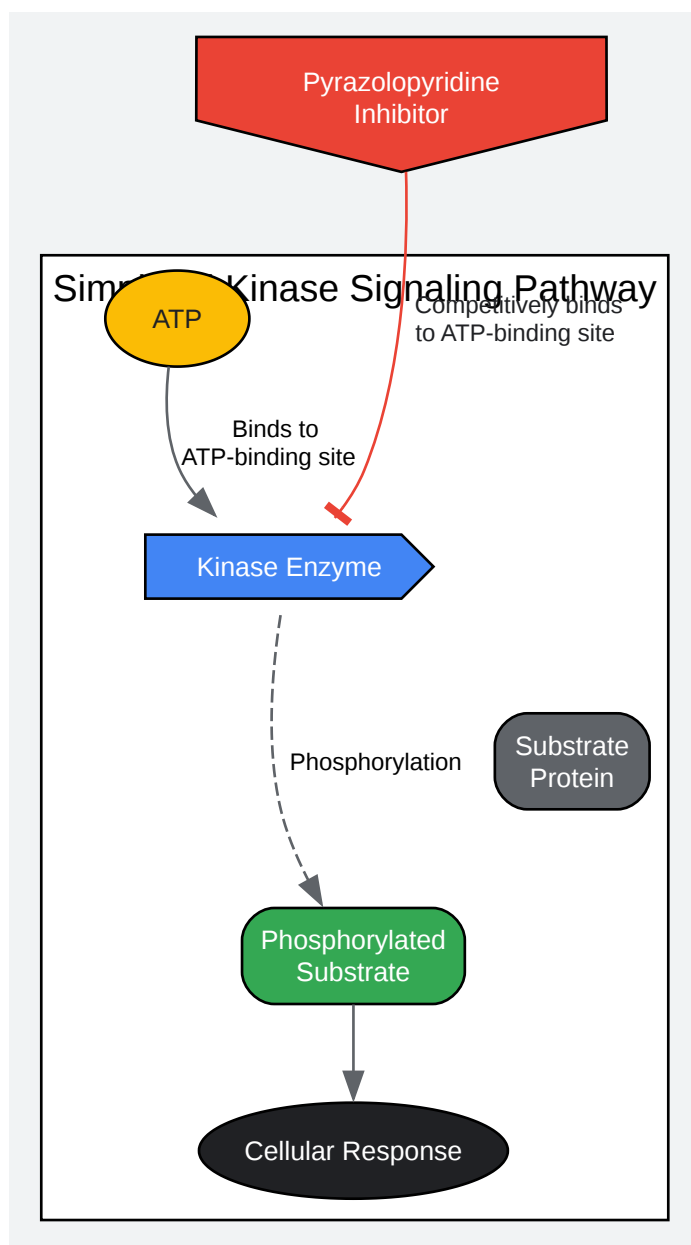 Pyrazolopyridine
Inhibitor
Kinase Signaling Pathway
ATP
Competitively binds
to ATP-binding site
Binds to
ATP-binding site
Kinase Enzyme
Phosphorylation
Substrate
Protein
Phosphorylated
Substrate
Cellular Response